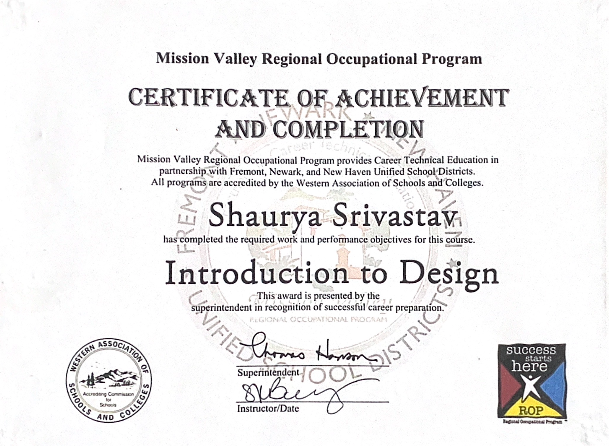 Mission Valley Regional Occupational Program
CERTIFICATE OF ACHIEVEMENT
AND COMPLETION
Mission Valley Regional Occupational Program provides Career Technical Education in
partnership with Fremont, Newark, and New Haven Unified School Districts.
All programs are accredited by the Western Association of Schools and Colleges.
Shaurya Srivastav
has completed the required work and performance objectives for this course.
Introduction to Design
This award is presented by the
superintendent in recognition of successful career preparation.
Thomas Hanson
Superintendent
Instructor/Date
FREMONT ★ NEWARK ★ NEW HAVEN
UNIFIED SCHOOL DISTRICTS
REGIONAL OCCUPATIONAL PROGRAM
WESTERN ASSOCIATION OF
SCHOOLS AND COLLEGES
Accrediting Commission
for
Schools
success
starts
here
ROP
Regional Occupational Program